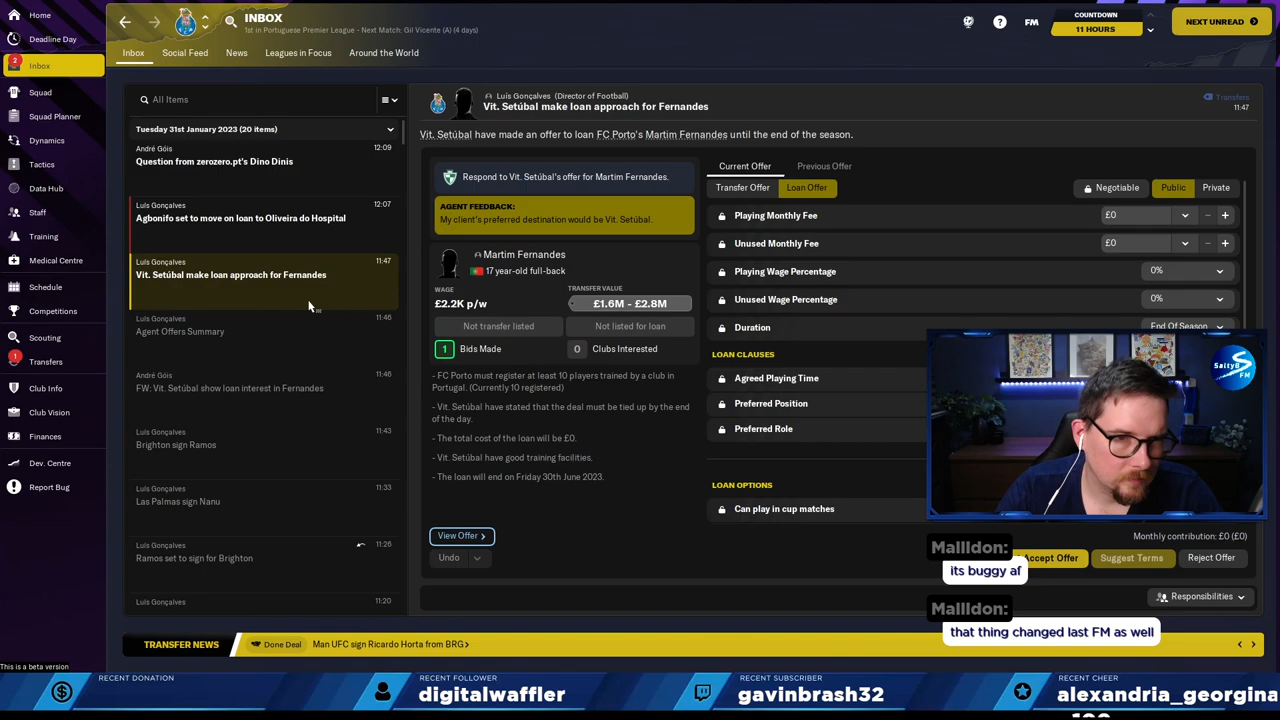 INBOX
1st in Portuguese Premier League - Next Match: Gil Vicente (A) (4 days)
FM
COUNTDOWN
11 HOURS
NEXT UNREAD
Home
Deadline Day
2
Inbox
Squad
Squad Planner
Dynamics
Tactics
Data Hub
Staff
Training
Medical Centre
Schedule
Competitions
Scouting
1
Transfers
Club Info
Club Vision
Finances
Dev. Centre
Report Bug
This is a beta version
Inbox Social Feed News Leagues in Focus Around the World
All Items
Tuesday 31st January 2023 (20 items)
André Góis 12:09
Question from zerozero.pt's Dino Dinis
Luís Gonçalves 12:07
Agbonifo set to move on loan to Oliveira do Hospital
Luís Gonçalves 11:47
Vit. Setúbal make loan approach for Fernandes
Luís Gonçalves 11:46
Agent Offers Summary
André Góis 11:46
FW: Vit. Setúbal show loan interest in Fernandes
Luís Gonçalves 11:43
Brighton sign Ramos
Luís Gonçalves 11:33
Las Palmas sign Nanu
Luís Gonçalves 11:26
Ramos set to sign for Brighton
Luís Gonçalves 11:20
Luís Gonçalves (Director of Football)
Vit. Setúbal make loan approach for Fernandes
Transfers
11:47
Vit. Setúbal have made an offer to loan FC Porto's Martim Fernandes until the end of the season.
Respond to Vit. Setúbal's offer for Martim Fernandes.
AGENT FEEDBACK:
My client's preferred destination would be Vit. Setúbal.
Martim Fernandes
17 year-old full-back
WAGE TRANSFER VALUE
£2.2K p/w £1.6M - £2.8M
Not transfer listed Not listed for loan
1 Bids Made 0 Clubs Interested
- FC Porto must register at least 10 players trained by a club in
Portugal. (Currently 10 registered)
- Vit. Setúbal have stated that the deal must be tied up by the end
of the day.
- The total cost of the loan will be £0.
- Vit. Setúbal have good training facilities.
- The loan will end on Friday 30th June 2023.
View Offer
Undo
Current Offer Previous Offer
Transfer Offer Loan Offer Negotiable Public Private
Playing Monthly Fee £0
Unused Monthly Fee £0
Playing Wage Percentage 0%
Unused Wage Percentage 0%
Duration End Of Season
LOAN CLAUSES
Agreed Playing Time
Preferred Position
Preferred Role
LOAN OPTIONS
Can play in cup matches
Monthly contribution: £0 (£0)
Accept Offer Suggest Terms Reject Offer
Responsibilities
SaltyB
FM
Mallldon:
its buggy af
Mallldon:
that thing changed last FM as well
TRANSFER NEWS Done Deal Man UFC sign Ricardo Horta from BRG>
RECENT DONATION
RECENT FOLLOWER
digitalwaffler
RECENT SUBSCRIBER
gavinbrash32
RECENT CHEER
alexandria_georgina
100